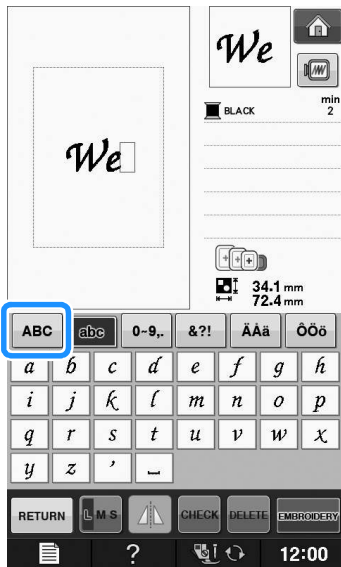 We
We
BLACK
min
2
34.1 mm
72.4 mm
ABC abc 0~9,. &?! ÄÅä ÔÖö
a b c d e f g h
i j k l m n o p
q r s t u v w x
y z ’ ⎵
RETURN L M S CHECK DELETE EMBROIDERY
? 12:00